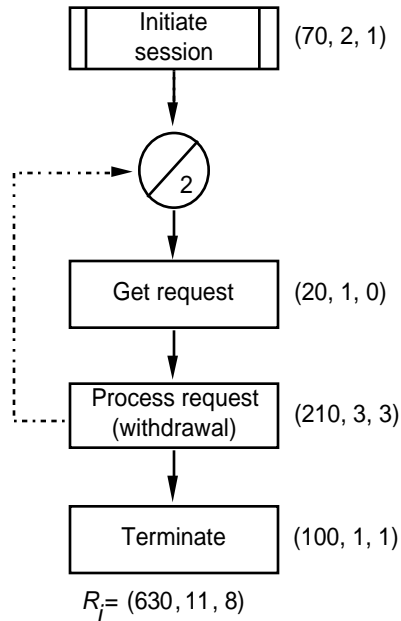 Initiate
session
(70, 2, 1)
2
Get request
(20, 1, 0)
Process request
(withdrawal)
(210, 3, 3)
Terminate
(100, 1, 1)
Rj= (630, 11, 8)